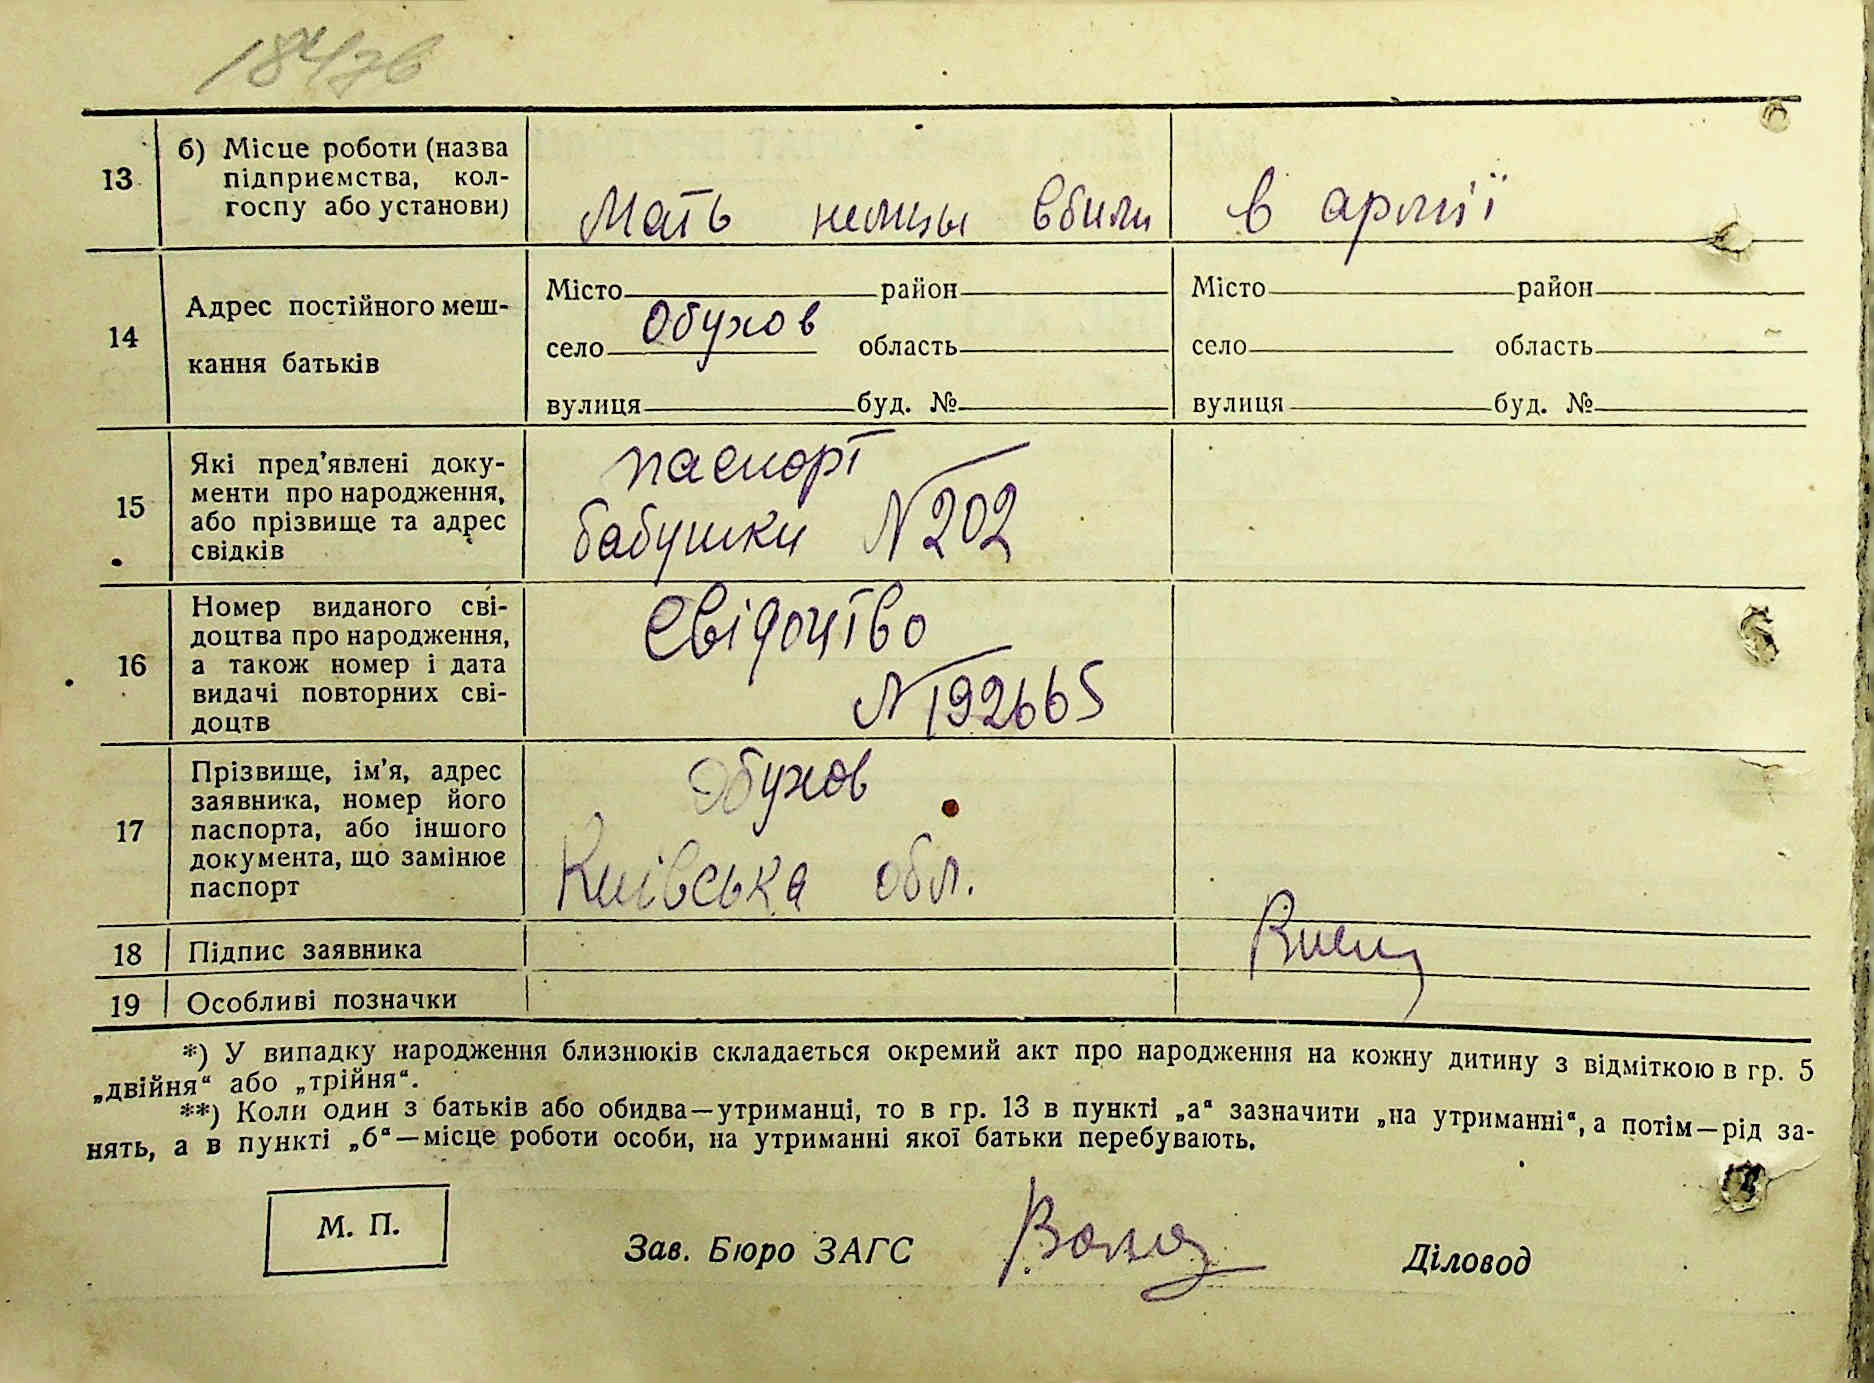 13 б) Місце роботи (назва
підприємства, кол-
госпу або установи)
Мать немцы вбили в армії
14 Адрес постійного меш-
кання батьків
Місто район Місто район
село Обухов область село область
вулиця буд. № вулиця буд. №
15 Які пред’явлені доку-
менти про народження,
або прізвище та адрес
свідків
паспорт
бабушки N 202
16 Номер виданого сві-
доцтва про народження,
а також номер і дата
видачі повторних сві-
доцтв
Свідоцтво
N 192665
17 Прізвище, ім’я, адрес
заявника, номер його
паспорта, або іншого
документа, що замінює
паспорт
Обухов
Київська обл.
18 Підпис заявника
19 Особливі позначки
*) У випадку народження близнюків складається окремий акт про народження на кожну дитину з відміткою в гр. 5
„двійня“ або „трійня“.
**) Коли один з батьків або обидва—утриманці, то в гр. 13 в пункті „а“ зазначити „на утриманні“, а потім—рід за-
нять, а в пункті „б“—місце роботи особи, на утриманні якої батьки перебувають.
М. П.
Зав. Бюро ЗАГС Діловод